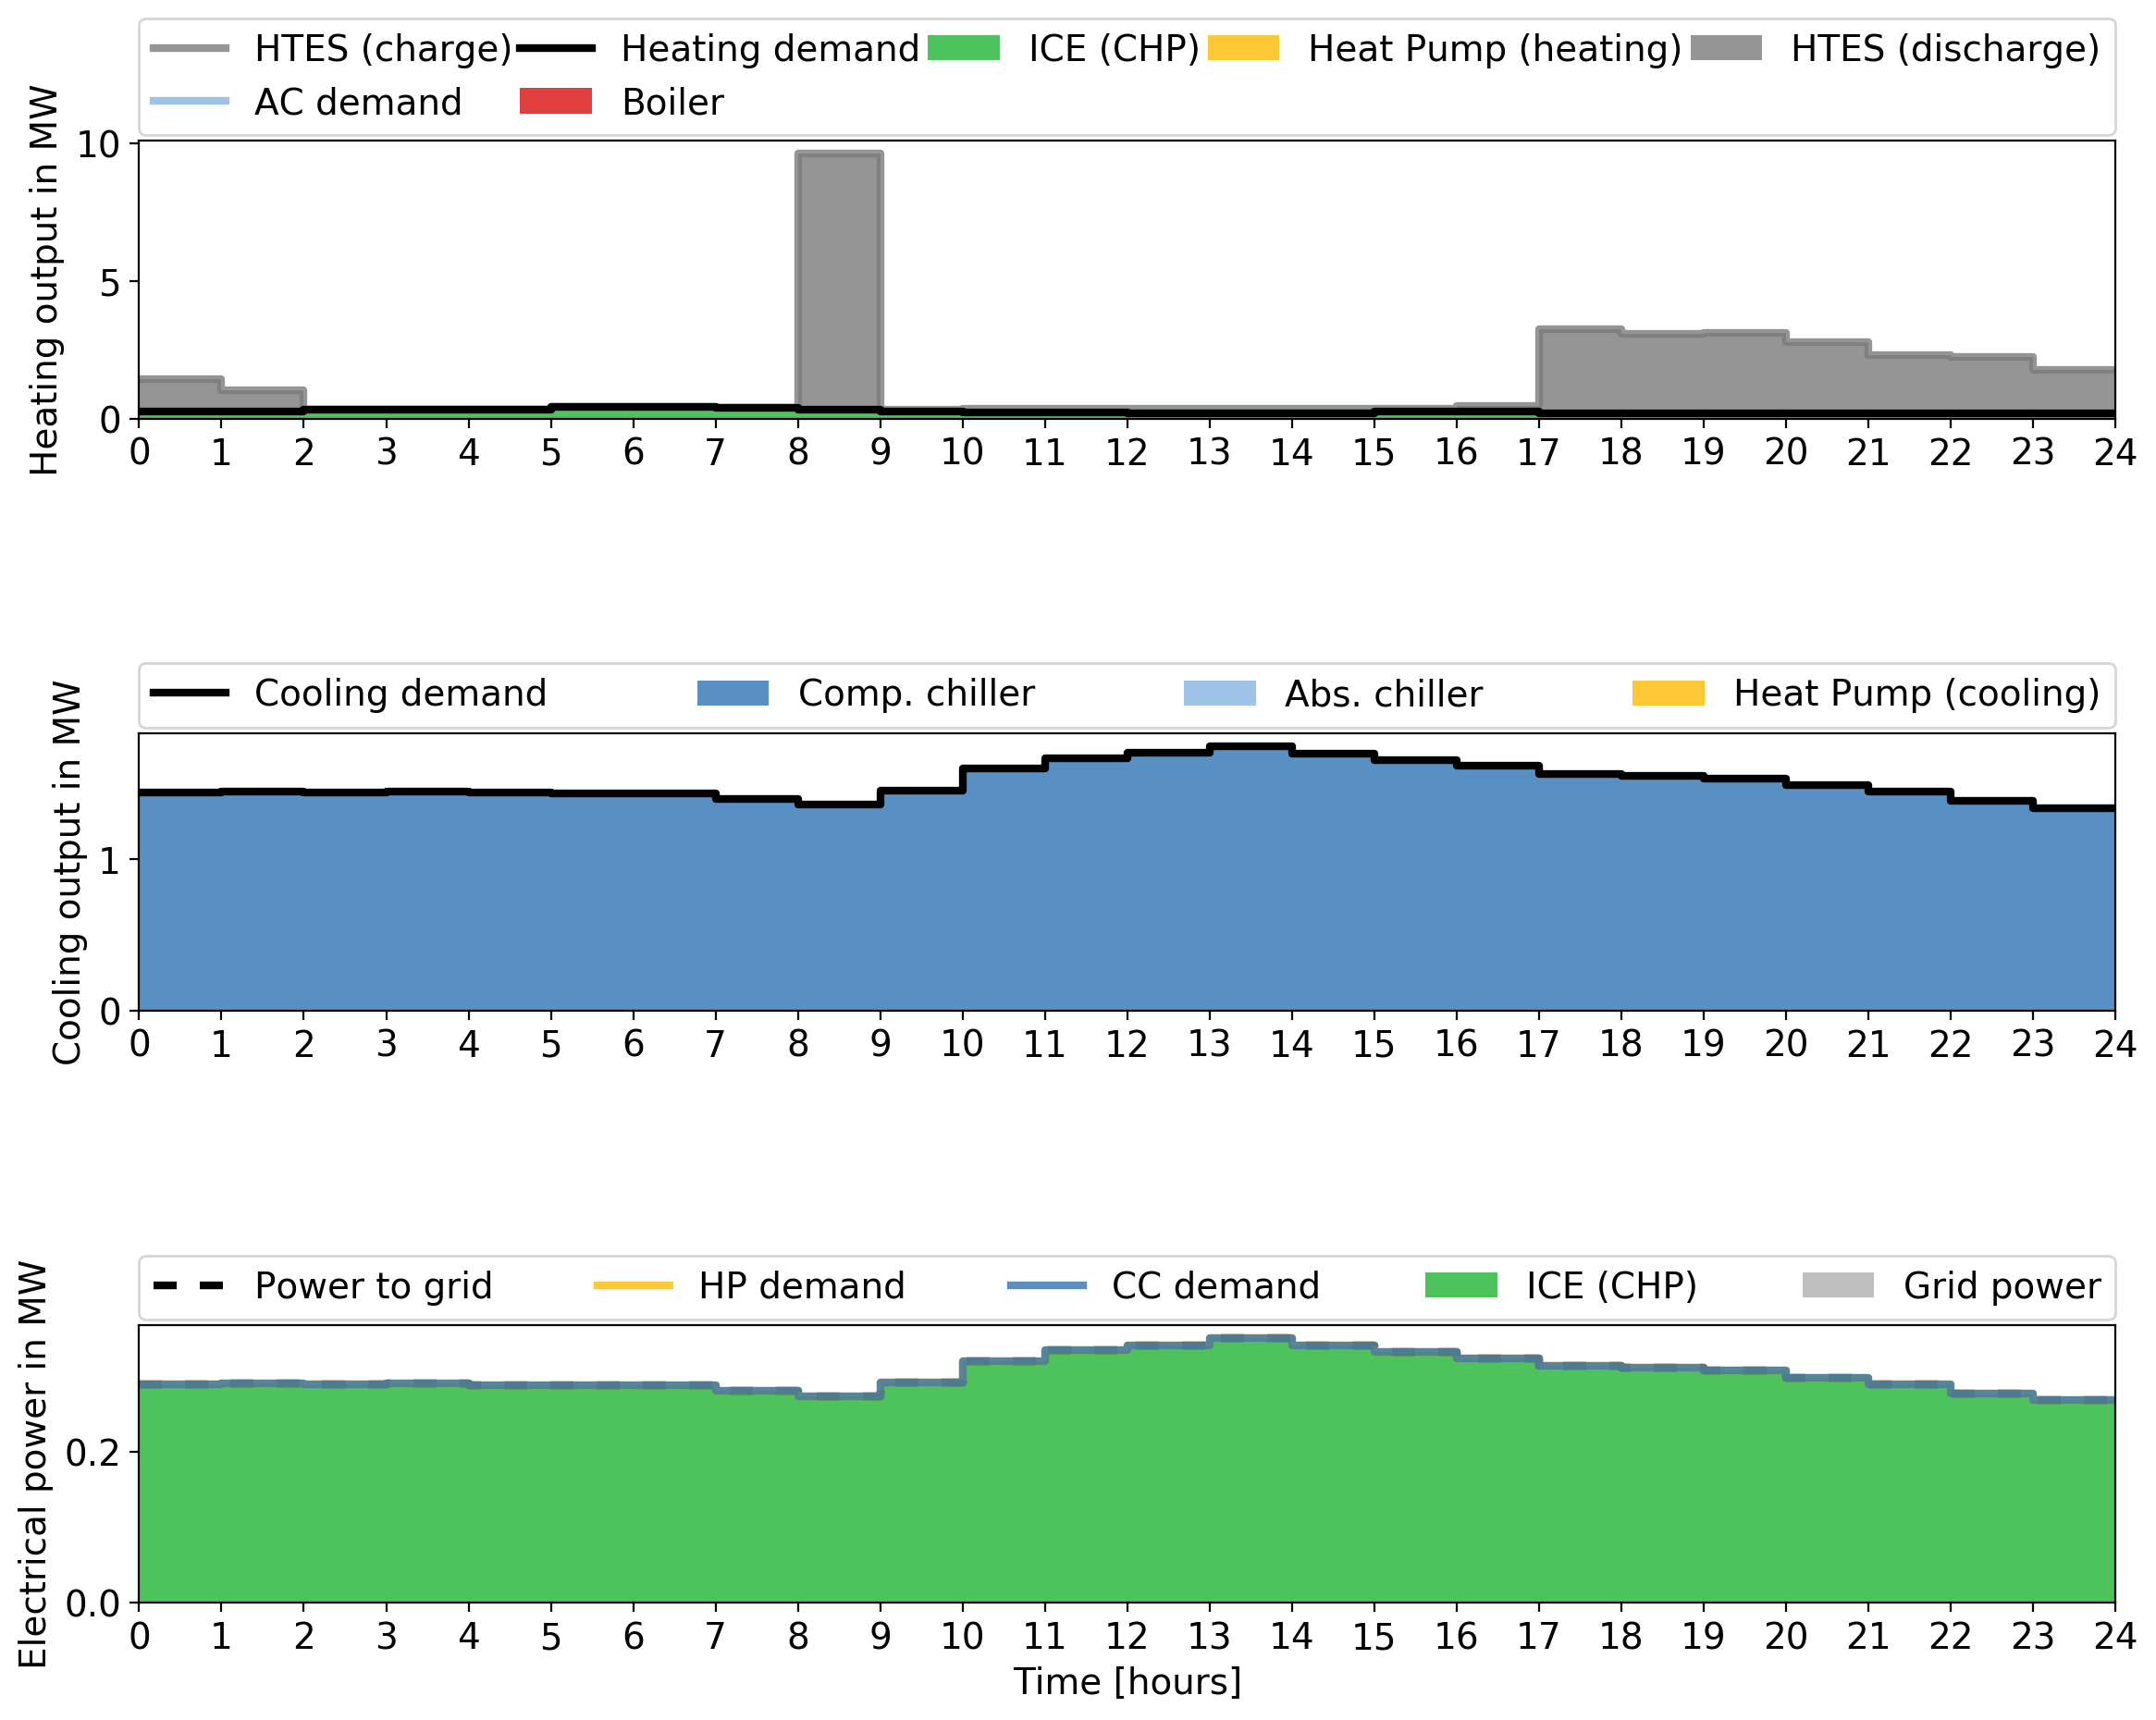 HTES (charge) Heating demand ICE (CHP) Heat Pump (heating) HTES (discharge)
AC demand Boiler
Heating output in MW
10
5
0
0 1 2 3 4 5 6 7 8 9 10 11 12 13 14 15 16 17 18 19 20 21 22 23 24
Cooling demand Comp. chiller Abs. chiller Heat Pump (cooling)
Cooling output in MW
1
0
0 1 2 3 4 5 6 7 8 9 10 11 12 13 14 15 16 17 18 19 20 21 22 23 24
Power to grid HP demand CC demand ICE (CHP) Grid power
Electrical power in MW
0.2
0.0
0 1 2 3 4 5 6 7 8 9 10 11 12 13 14 15 16 17 18 19 20 21 22 23 24
Time [hours]